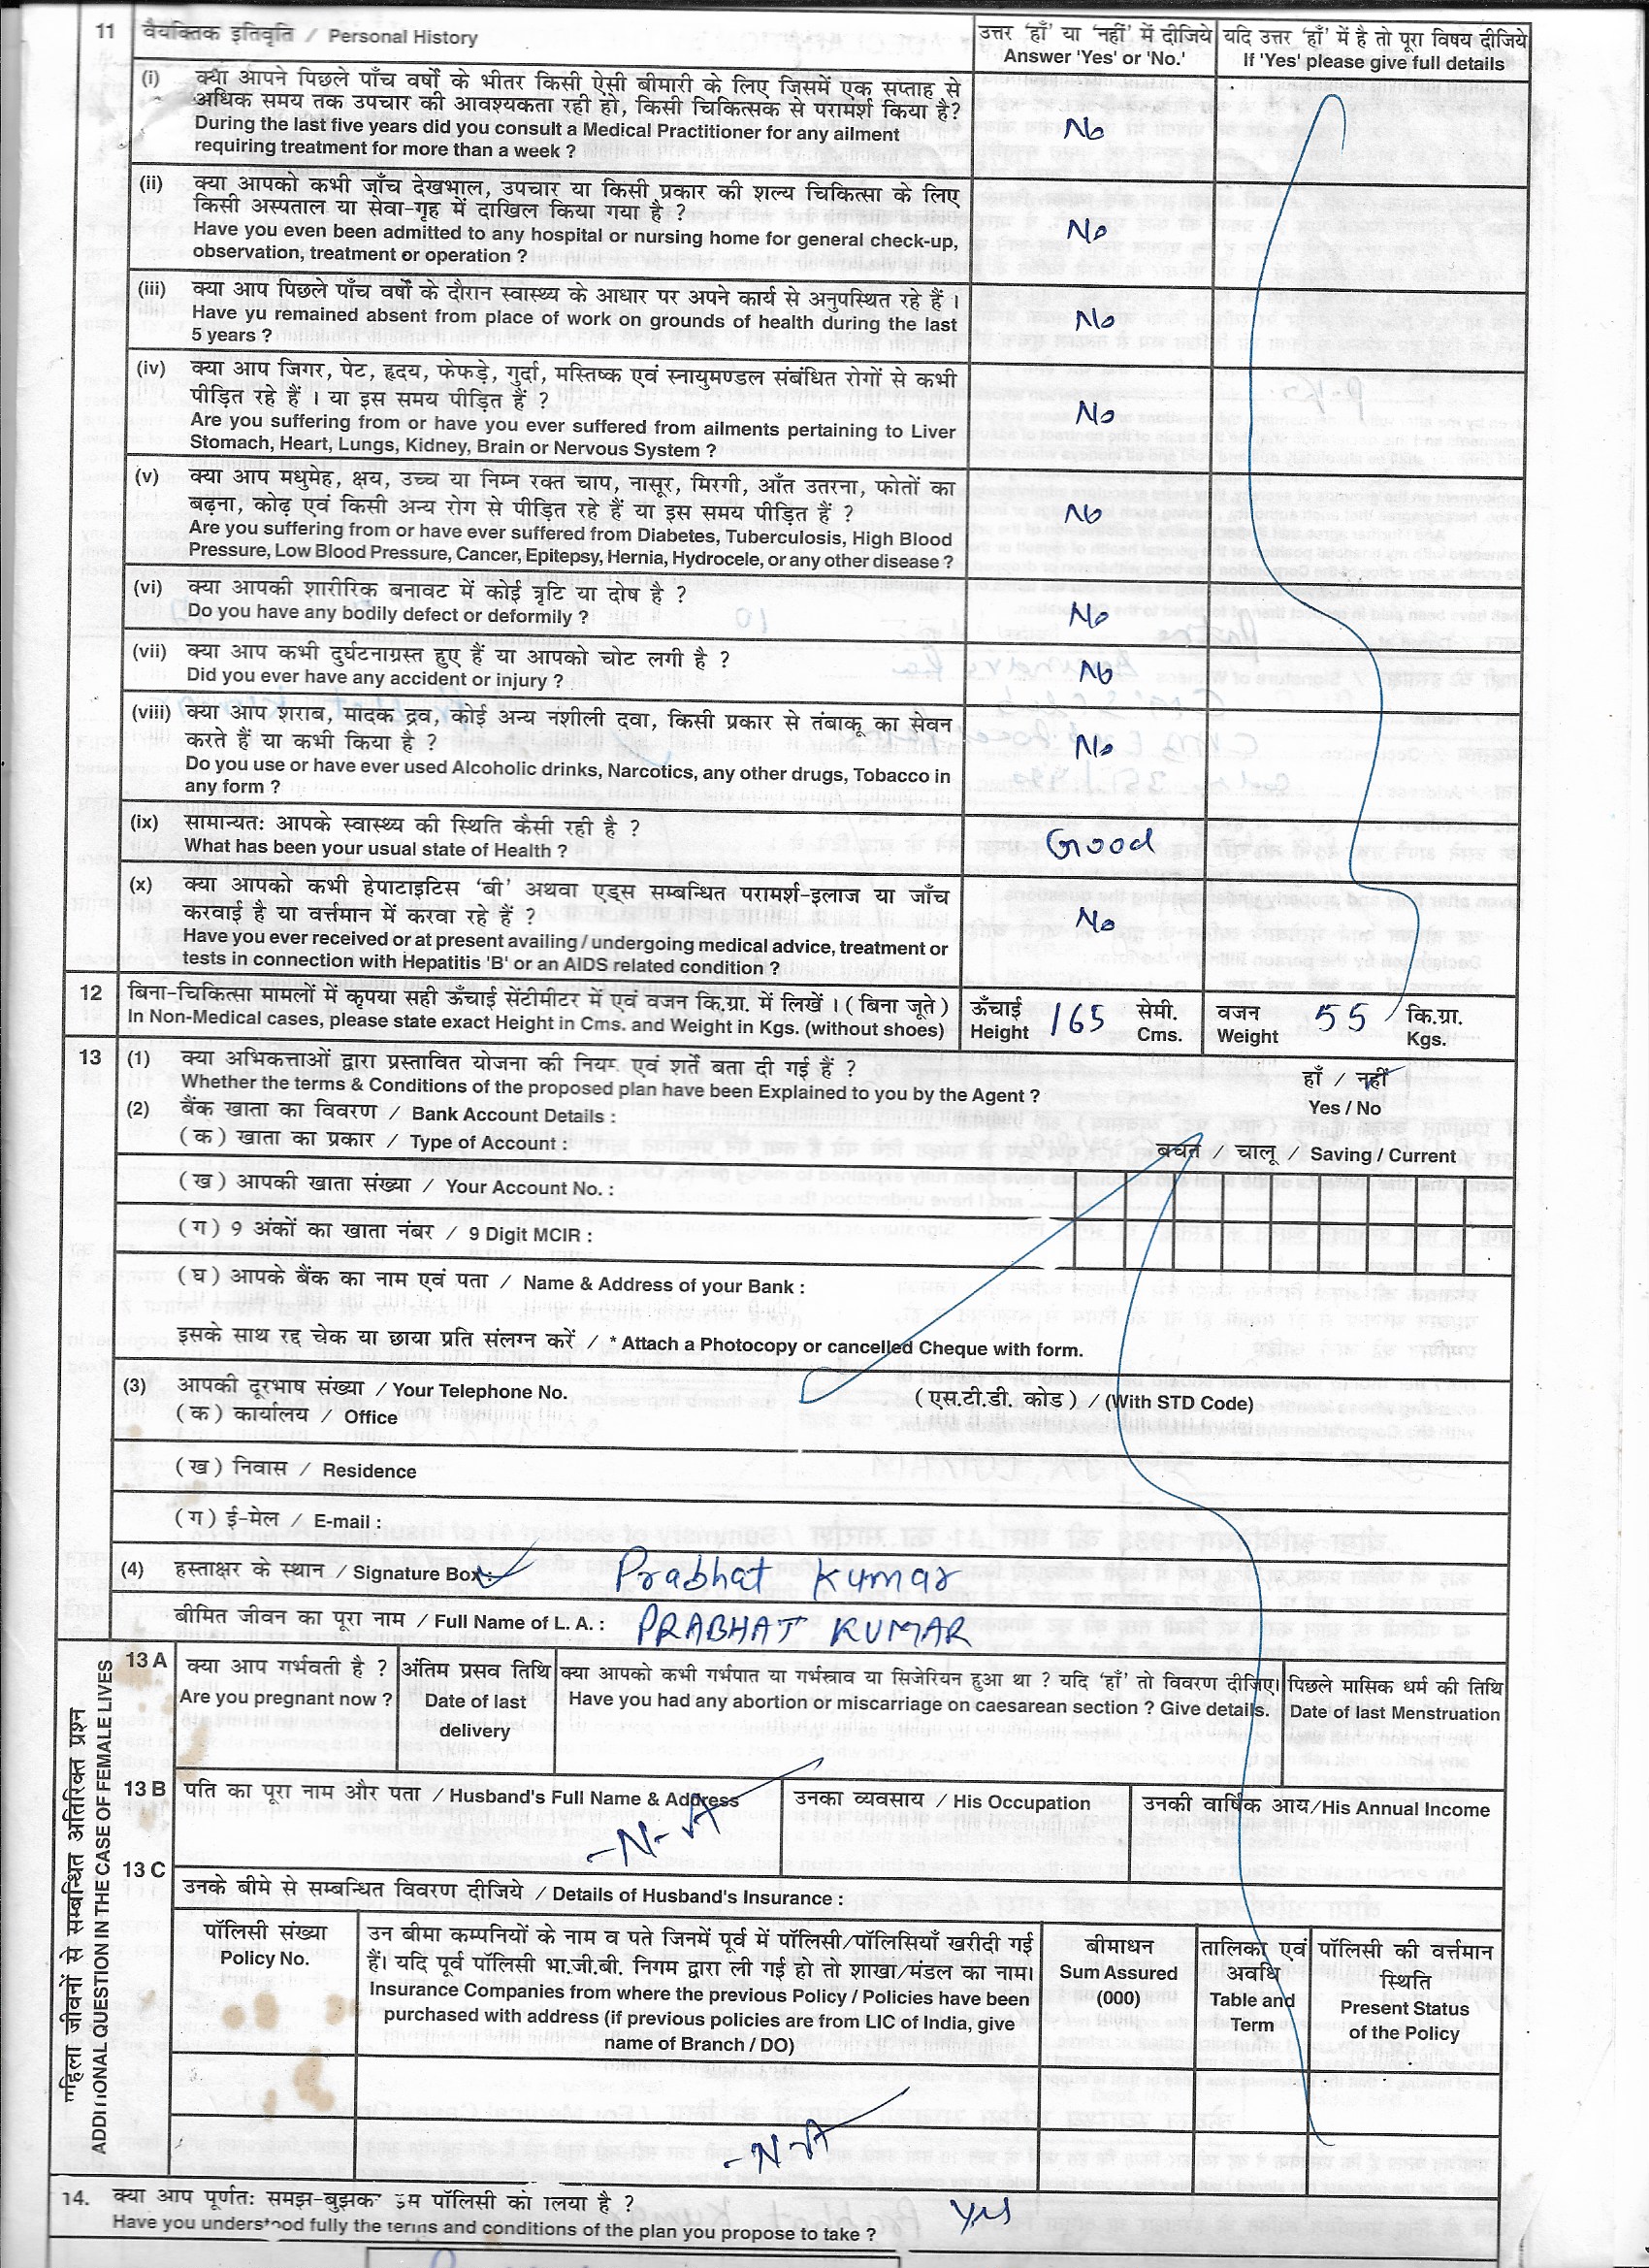 11 वैयक्तिक इतिवृति / Personal History
उत्तर 'हाँ' या 'नहीं' में दीजिये
Answer 'Yes' or 'No.'
यदि उत्तर 'हाँ' में है तो पूरा विषय दीजिये
If 'Yes' please give full details
(i) क्या आपने पिछले पाँच वर्षों के भीतर किसी ऐसी बीमारी के लिए जिसमें एक सप्ताह से
अधिक समय तक उपचार की आवश्यकता रही हो, किसी चिकित्सक से परामर्श किया है?
During the last five years did you consult a Medical Practitioner for any ailment
requiring treatment for more than a week ?
No
(ii) क्या आपको कभी जाँच देखभाल, उपचार या किसी प्रकार की शल्य चिकित्सा के लिए
किसी अस्पताल या सेवा-गृह में दाखिल किया गया है ?
Have you even been admitted to any hospital or nursing home for general check-up,
observation, treatment or operation ?
No
(iii) क्या आप पिछले पाँच वर्षों के दौरान स्वास्थ्य के आधार पर अपने कार्य से अनुपस्थित रहे हैं ।
Have yu remained absent from place of work on grounds of health during the last
5 years ?
No
(iv) क्या आप जिगर, पेट, हृदय, फेफड़े, गुर्दा, मस्तिष्क एवं स्नायुमण्डल संबंधित रोगों से कभी
पीड़ित रहे हैं । या इस समय पीड़ित हैं ?
Are you suffering from or have you ever suffered from ailments pertaining to Liver
Stomach, Heart, Lungs, Kidney, Brain or Nervous System ?
No
(v) क्या आप मधुमेह, क्षय, उच्च या निम्न रक्त चाप, नासूर, मिरगी, आँत उतरना, फोतों का
बढ़ना, कोढ़ एवं किसी अन्य रोग से पीड़ित रहे हैं या इस समय पीड़ित हैं ?
Are you suffering from or have ever suffered from Diabetes, Tuberculosis, High Blood
Pressure, Low Blood Pressure, Cancer, Epitepsy, Hernia, Hydrocele, or any other disease ?
No
(vi) क्या आपकी शारीरिक बनावट में कोई त्रृटि या दोष है ?
Do you have any bodily defect or deformily ?
No
(vii) क्या आप कभी दुर्घटनाग्रस्त हुए हैं या आपको चोट लगी है ?
Did you ever have any accident or injury ?
No
(viii) क्या आप शराब, मादक द्रव, कोई अन्य नशीली दवा, किसी प्रकार से तंबाकू का सेवन
करते हैं या कभी किया है ?
Do you use or have ever used Alcoholic drinks, Narcotics, any other drugs, Tobacco in
any form ?
No
(ix) सामान्यतः आपके स्वास्थ्य की स्थिति कैसी रही है ?
What has been your usual state of Health ?
Good
(x) क्या आपको कभी हेपाटाइटिस 'बी' अथवा एड्स सम्बन्धित परामर्श-इलाज या जाँच
करवाई है या वर्त्तमान में करवा रहे हैं ?
Have you ever received or at present availing / undergoing medical advice, treatment or
tests in connection with Hepatitis 'B' or an AIDS related condition ?
No
12 बिना-चिकित्सा मामलों में कृपया सही ऊँचाई सेंटीमीटर में एवं वजन कि.ग्रा. में लिखें । ( बिना जूते )
In Non-Medical cases, please state exact Height in Cms. and Weight in Kgs. (without shoes)
ऊँचाई 165 सेमी.
Height Cms.
वजन 55 कि.ग्रा.
Weight Kgs.
13 (1) क्या अभिकर्त्ताओं द्वारा प्रस्तावित योजना की नियम एवं शर्तें बता दी गई हैं ?
Whether the terms & Conditions of the proposed plan have been Explained to you by the Agent ?
हाँ / नहीं
Yes / No
(2) बैंक खाता का विवरण / Bank Account Details :
( क ) खाता का प्रकार / Type of Account :
बचत / चालू / Saving / Current
( ख ) आपकी खाता संख्या / Your Account No. :
( ग ) 9 अंकों का खाता नंबर / 9 Digit MCIR :
( घ ) आपके बैंक का नाम एवं पता / Name & Address of your Bank :
इसके साथ रद्द चेक या छाया प्रति संलग्न करें / * Attach a Photocopy or cancelled Cheque with form.
(3) आपकी दूरभाष संख्या / Your Telephone No. ( एस.टी.डी. कोड ) / (With STD Code)
( क ) कार्यालय / Office
( ख ) निवास / Residence
( ग ) ई-मेल / E-mail :
(4) हस्ताक्षर के स्थान / Signature Box: Prabhat Kumar
बीमित जीवन का पूरा नाम / Full Name of L. A. : PRABHAT KUMAR
महिला जीवनों से सम्बन्धित अतिरिक्त प्रश्न
ADDITIONAL QUESTION IN THE CASE OF FEMALE LIVES
13 A क्या आप गर्भवती है ?
Are you pregnant now ?
अंतिम प्रसव तिथि
Date of last
delivery
क्या आपको कभी गर्भपात या गर्भस्त्राव या सिजेरियन हुआ था ? यदि 'हाँ' तो विवरण दीजिए।
Have you had any abortion or miscarriage on caesarean section ? Give details.
पिछले मासिक धर्म की तिथि
Date of last Menstruation
13 B पति का पूरा नाम और पता / Husband's Full Name & Address
-N-A
उनका व्यवसाय / His Occupation
उनकी वार्षिक आय/His Annual Income
13 C उनके बीमे से सम्बन्धित विवरण दीजिये / Details of Husband's Insurance :
पॉलिसी संख्या
Policy No.
उन बीमा कम्पनियों के नाम व पते जिनमें पूर्व में पॉलिसी/पॉलिसियाँ खरीदी गई
हैं। यदि पूर्व पॉलिसी भा.जी.बी. निगम द्वारा ली गई हो तो शाखा/मंडल का नाम।
Insurance Companies from where the previous Policy / Policies have been
purchased with address (if previous policies are from LIC of India, give
name of Branch / DO)
बीमाधन
Sum Assured
(000)
तालिका एवं
अवधि
Table and
Term
पॉलिसी की वर्त्तमान
स्थिति
Present Status
of the Policy
-N-A
14. क्या आप पूर्णतः समझ-बुझकर इस पॉलिसी को लिया है ?
Have you understood fully the terms and conditions of the plan you propose to take ?
Yes